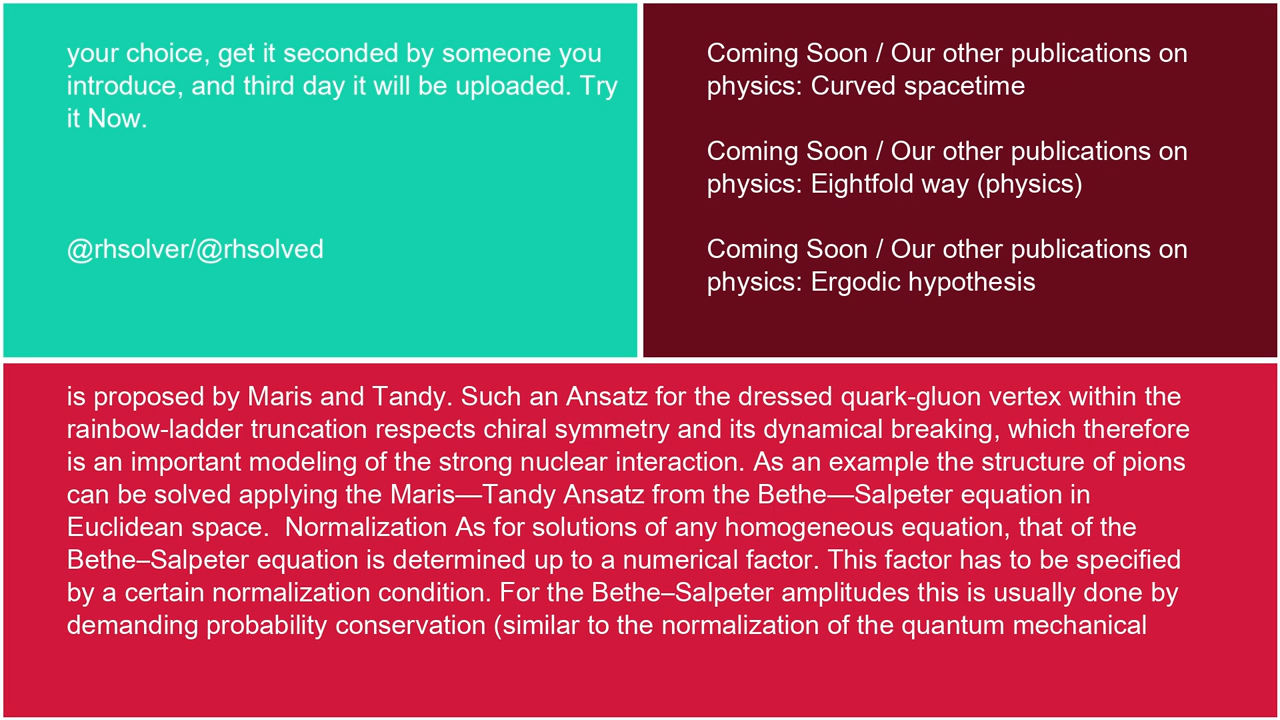 your choice, get it seconded by someone you
introduce, and third day it will be uploaded. Try
it Now.
@rhsolver/@rhsolved
Coming Soon / Our other publications on
physics: Curved spacetime
Coming Soon / Our other publications on
physics: Eightfold way (physics)
Coming Soon / Our other publications on
physics: Ergodic hypothesis
is proposed by Maris and Tandy. Such an Ansatz for the dressed quark-gluon vertex within the
rainbow-ladder truncation respects chiral symmetry and its dynamical breaking, which therefore
is an important modeling of the strong nuclear interaction. As an example the structure of pions
can be solved applying the Maris—Tandy Ansatz from the Bethe—Salpeter equation in
Euclidean space.  Normalization As for solutions of any homogeneous equation, that of the
Bethe–Salpeter equation is determined up to a numerical factor. This factor has to be specified
by a certain normalization condition. For the Bethe–Salpeter amplitudes this is usually done by
demanding probability conservation (similar to the normalization of the quantum mechanical